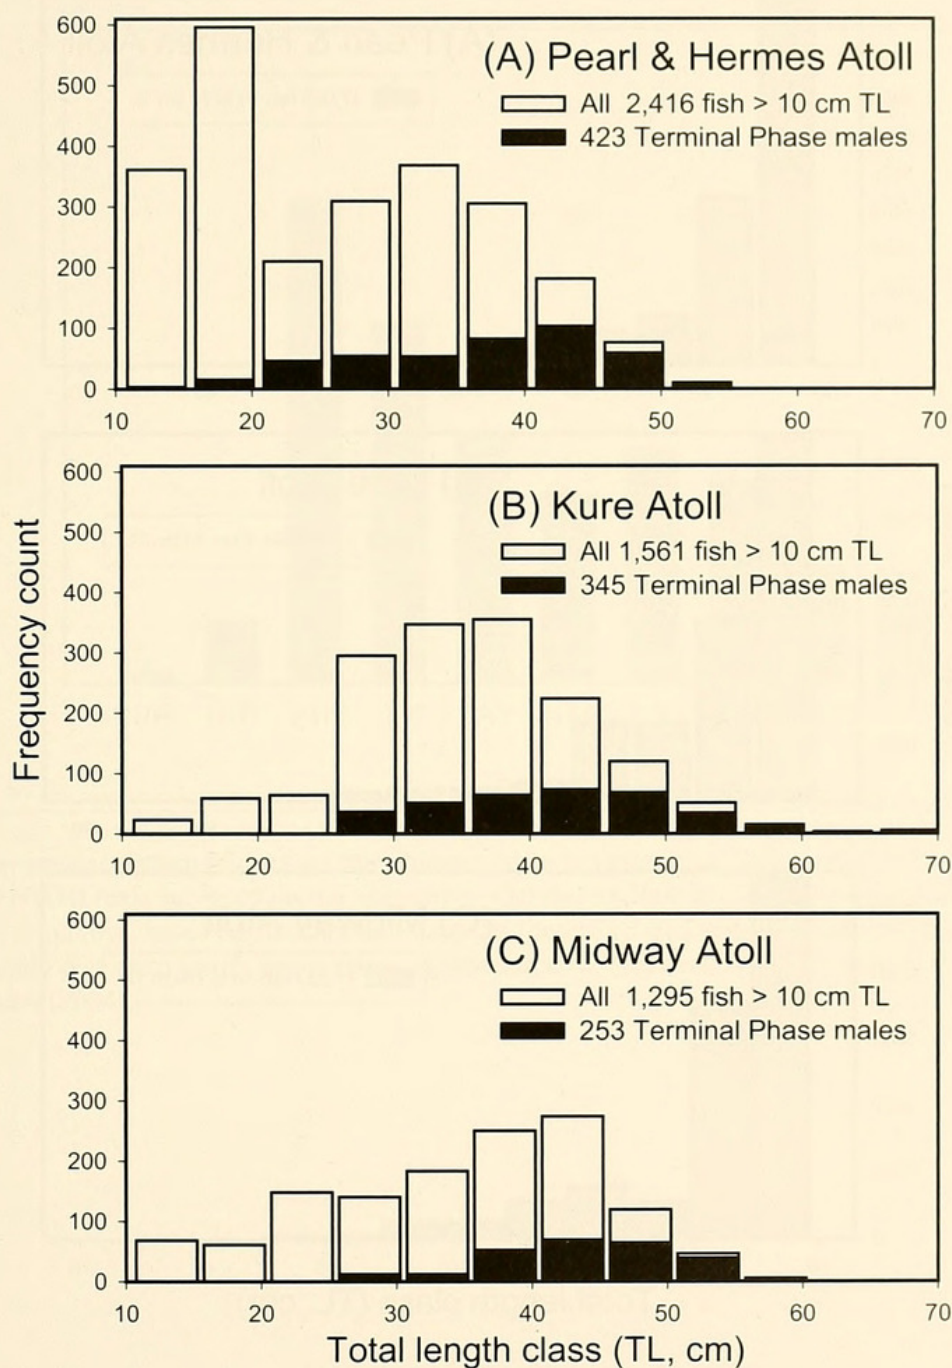 (A) Pearl & Hermes Atoll
All 2,416 fish > 10 cm TL
423 Terminal Phase males
600
500
400
300
200
100
0
10 20 30 40 50 60 70
(B) Kure Atoll
All 1,561 fish > 10 cm TL
345 Terminal Phase males
600
500
400
300
200
100
0
10 20 30 40 50 60 70
Frequency count
(C) Midway Atoll
All 1,295 fish > 10 cm TL
253 Terminal Phase males
600
500
400
300
200
100
0
10 20 30 40 50 60 70
Total length class (TL, cm)